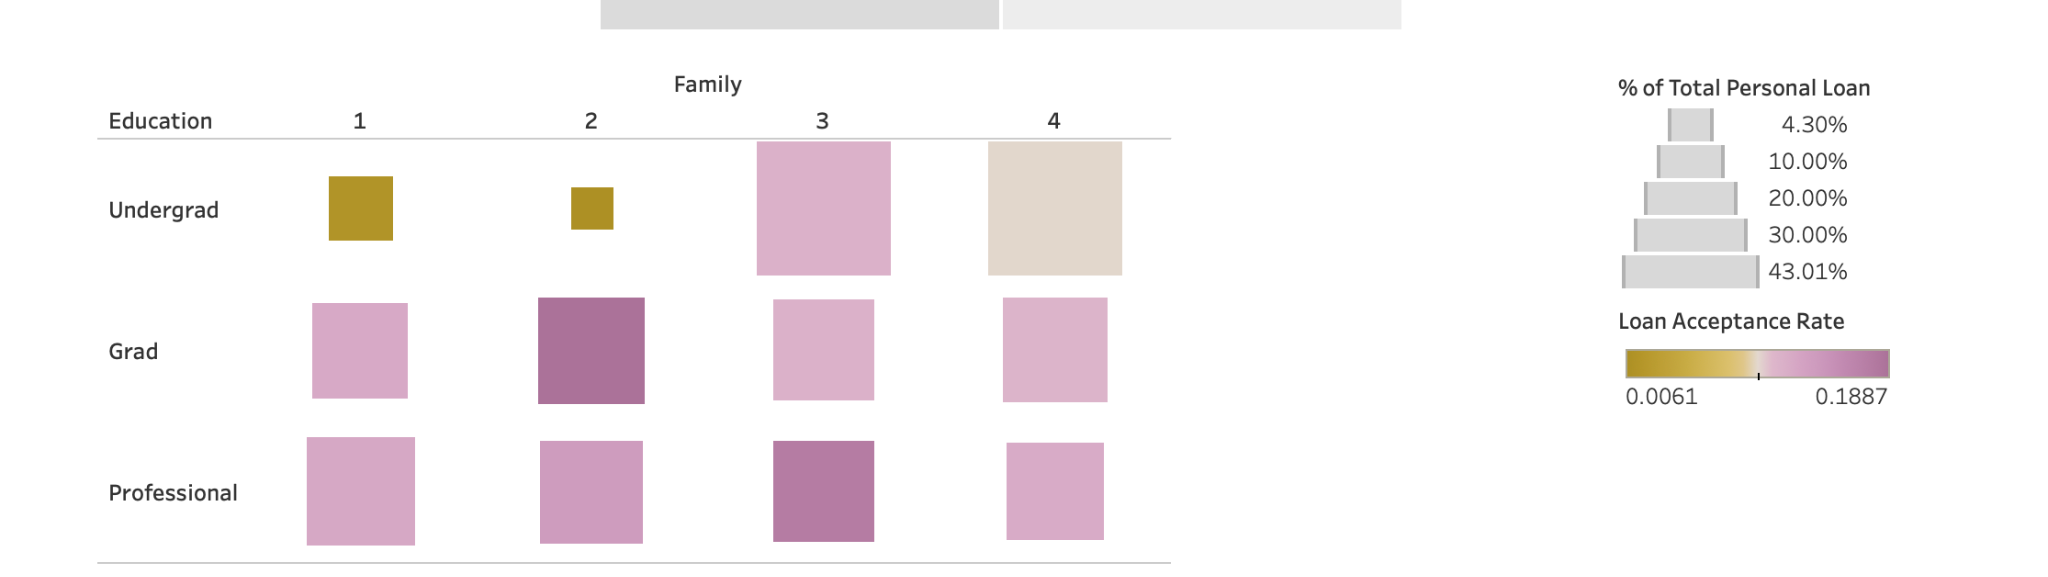 Family
Education 1 2 3 4
Undergrad
Grad
Professional
% of Total Personal Loan
4.30%
10.00%
20.00%
30.00%
43.01%
Loan Acceptance Rate
0.0061 0.1887